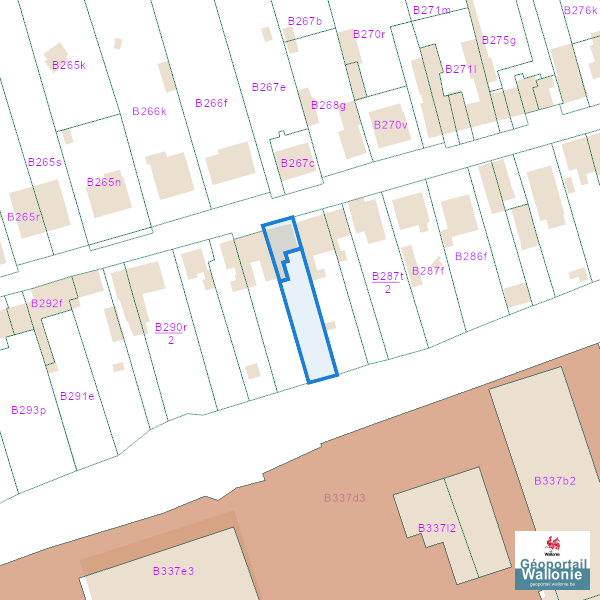 B267b
B271m
B276k
B270r
B275g
B265k
B271l
B267e
B266f
B268g
B266k
B270v
B265s
B267c
B265n
B265r
B286f
B287t
2
B287f
B292f
B290r
2
B291e
B293p
B337b2
B337d3
B337l2
B337e3
Wallonie
Géoportail
Wallonie
geoportail.wallonie.be